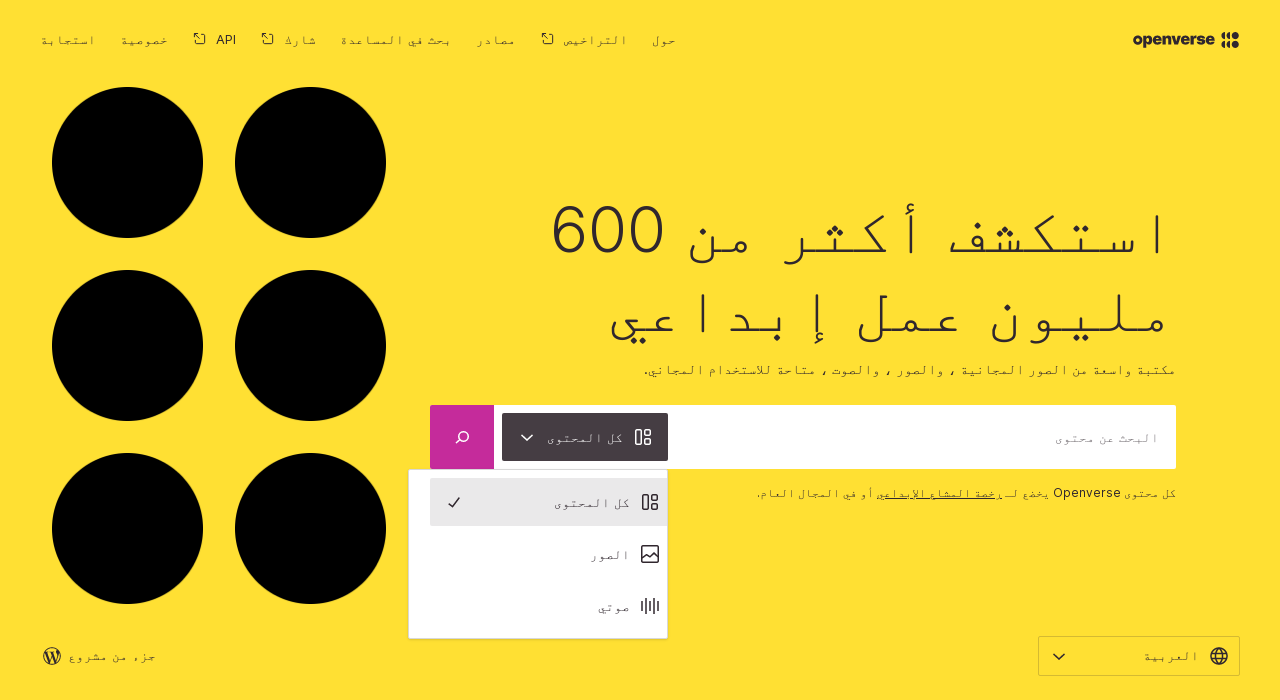 openverse
حول
التراخيص
مصادر
بحث في المساعدة
شارك
API
خصوصية
استجابة
استكشف أكثر من 600
مليون عمل إبداعي
مكتبة واسعة من الصور المجانية ، والصور ، والصوت ، متاحة للاستخدام المجاني.
البحث عن محتوى
كل المحتوى
كل المحتوى
الصور
صوتي
كل محتوى Openverse يخضع لـ رخصة المشاع الإبداعي أو في المجال العام.
العربية
جزء من مشروع